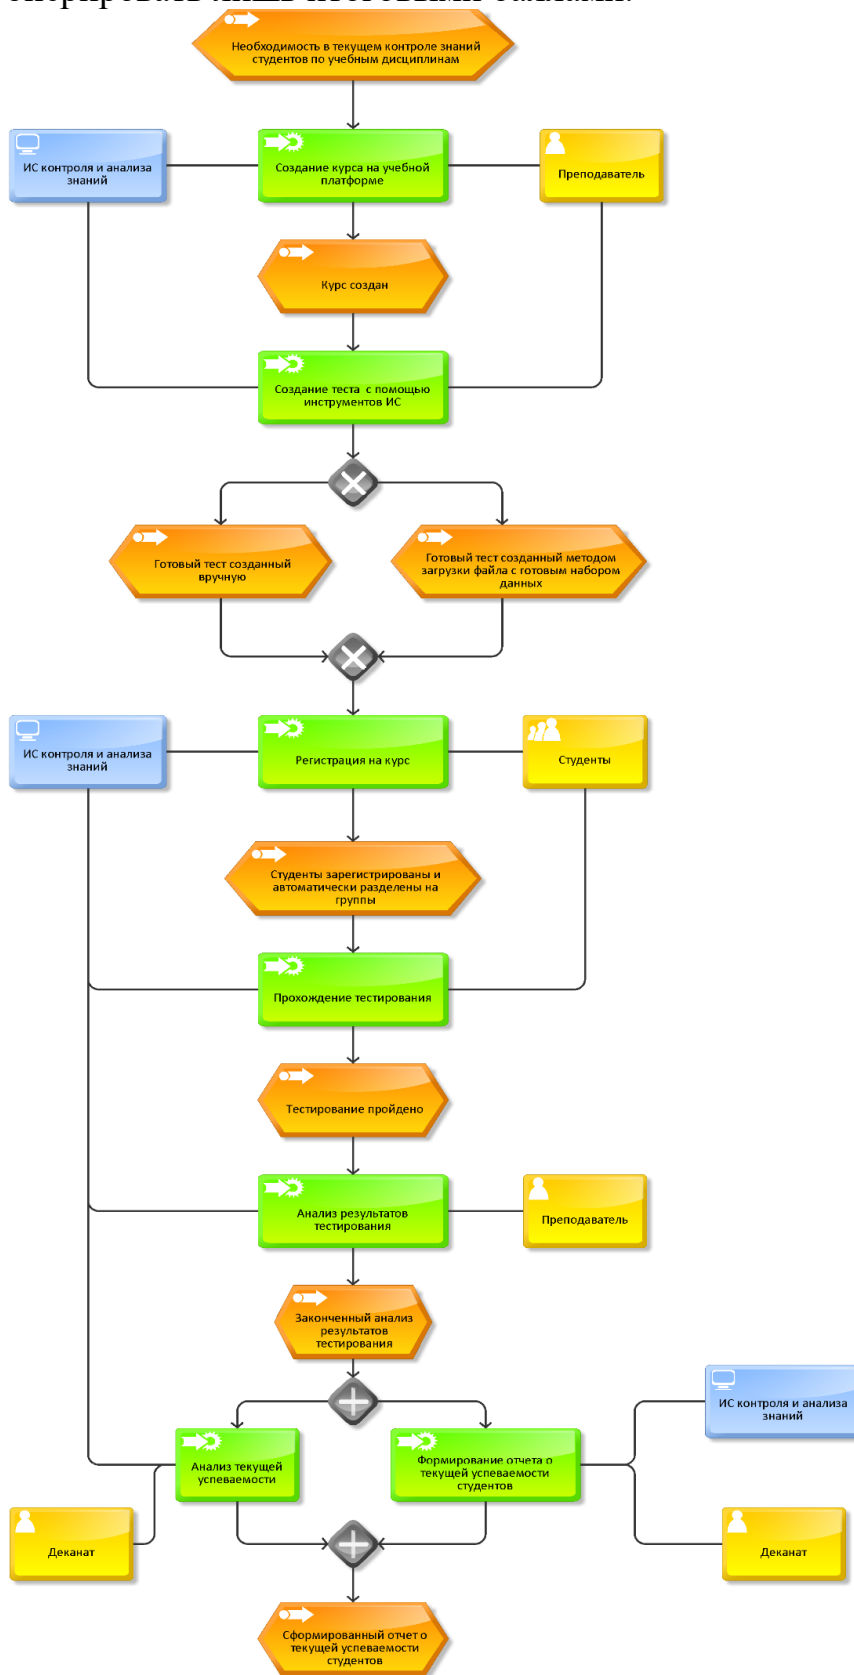 оперировать лишь итоговыми баллами.
Необходимость в текущем контроле знаний
студентов по учебным дисциплинам
ИС контроля и анализа
знаний
Создание курса на учебной
платформе
Преподаватель
Курс создан
Создание теста с помощью
инструментов ИС
Готовый тест созданный
вручную
Готовый тест созданный методом
загрузки файла с готовым набором
данных
ИС контроля и анализа
знаний
Регистрация на курс
Студенты
Студенты зарегистрированы и
автоматически разделены на
группы
Прохождение тестирования
Тестирование пройдено
Анализ результатов
тестирования
Преподаватель
Законченный анализ
результатов
тестирования
ИС контроля и анализа
знаний
Анализ текущей
успеваемости
Формирование отчета о
текущей успеваемости
студентов
Деканат
Деканат
Сформированный отчет о
текущей успеваемости
студентов